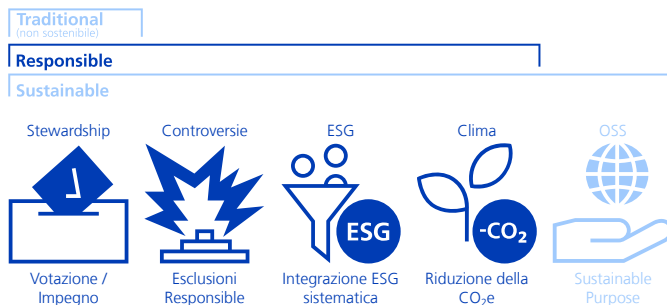 Traditional
(non sostenibile)
Responsible
Sustainable
Stewardship
Controversie
ESG
Clima
OSS
ESG
-CO₂
Votazione /
Impegno
Esclusioni
Responsible
Integrazione ESG
sistematica
Riduzione della
CO₂e
Sustainable
Purpose